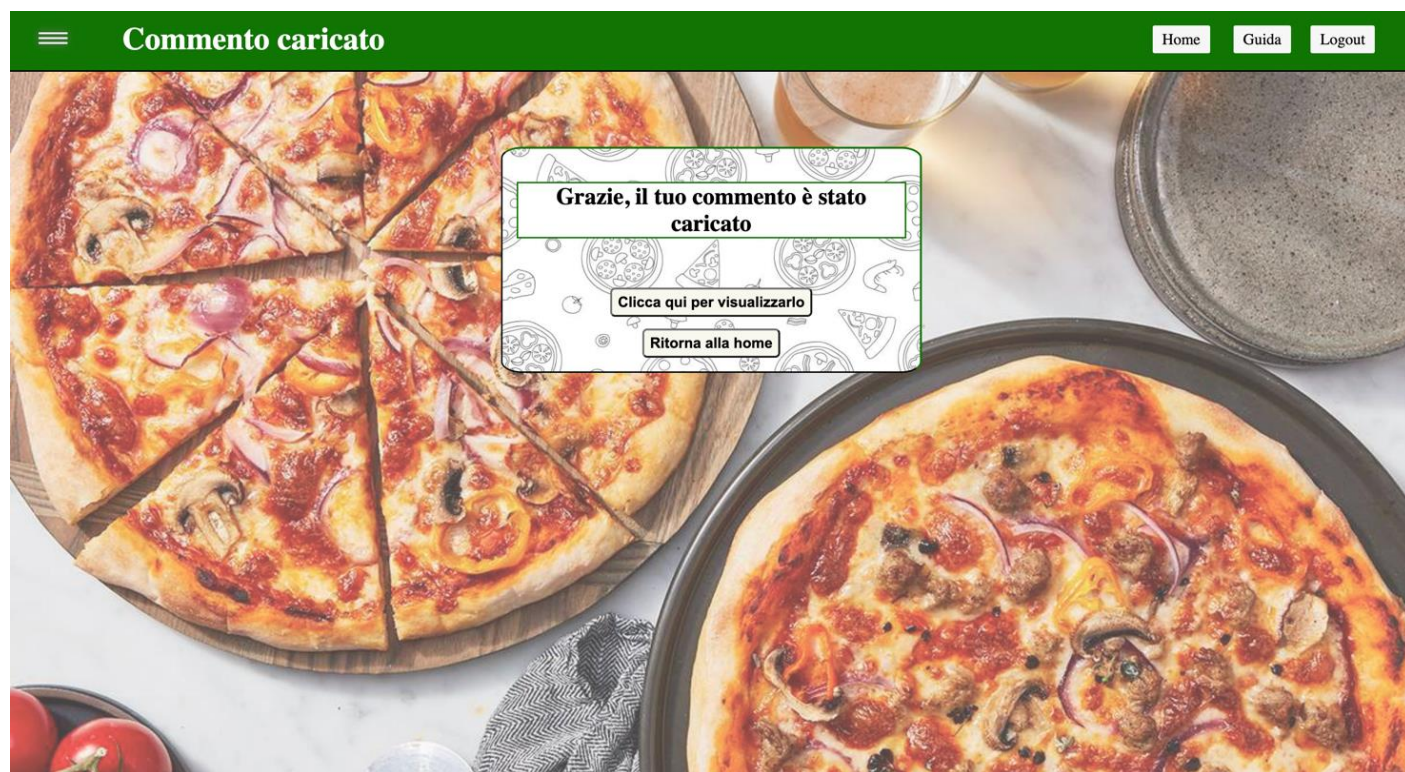 Commento caricato
Home
Guida
Logout
Grazie, il tuo commento è stato
caricato
Clicca qui per visualizzarlo
Ritorna alla home